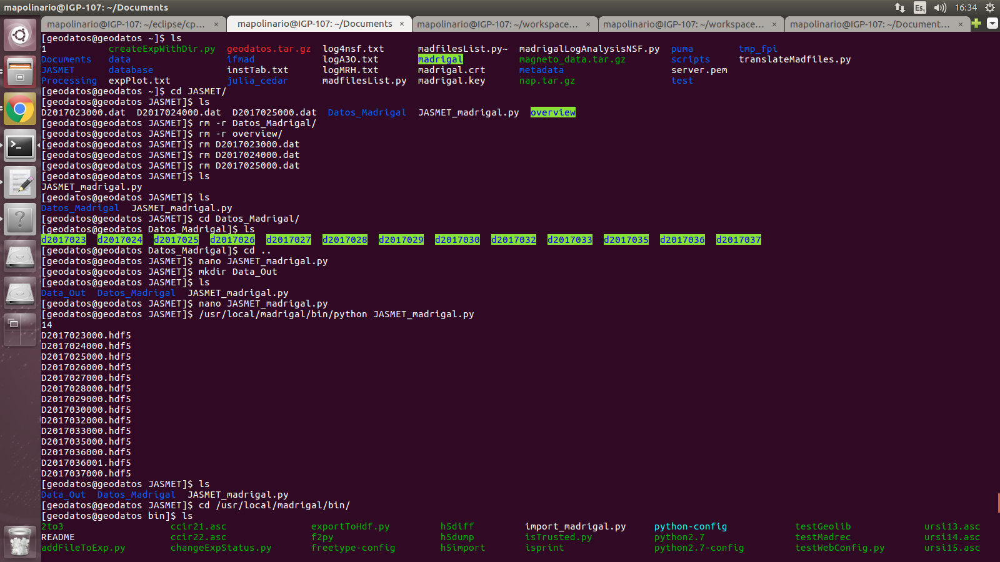 mapolinario@IGP-107: ~/Documents
Es1 16:34
mapolinario@IGP-107: ~/eclipse/cp... × mapolinario@IGP-107: ~/Documents × mapolinario@IGP-107: ~/workspace... × mapolinario@IGP-107: ~/workspace... × mapolinario@IGP-107: ~/Document... ×
[geodatos@geodatos ~]$ ls
1 createExpWithDir.py geodatos.tar.gz log4nsf.txt madfilesList.py~ madrigalLogAnalysisNSF.py puma tmp_fpi
Documents data ifmad logA3O.txt madrigal magneto_data.tar.gz scripts translateMadfiles.py
JASMET database instTab.txt logMRH.txt madrigal.crt metadata server.pem
Processing expPlot.txt julia_cedar madfilesList.py madrigal.key nap.tar.gz test
[geodatos@geodatos ~]$ cd JASMET/
[geodatos@geodatos JASMET]$ ls
D2017023000.dat D2017024000.dat D2017025000.dat Datos_Madrigal JASMET_madrigal.py overview
[geodatos@geodatos JASMET]$ rm -r Datos_Madrigal/
[geodatos@geodatos JASMET]$ rm -r overview/
[geodatos@geodatos JASMET]$ rm D2017023000.dat
[geodatos@geodatos JASMET]$ rm D2017024000.dat
[geodatos@geodatos JASMET]$ rm D2017025000.dat
[geodatos@geodatos JASMET]$ ls
JASMET_madrigal.py
[geodatos@geodatos JASMET]$ ls
Datos_Madrigal JASMET_madrigal.py
[geodatos@geodatos JASMET]$ cd Datos_Madrigal/
[geodatos@geodatos Datos_Madrigal]$ ls
d2017023 d2017024 d2017025 d2017026 d2017027 d2017028 d2017029 d2017030 d2017032 d2017033 d2017035 d2017036 d2017037
[geodatos@geodatos Datos_Madrigal]$ cd ..
[geodatos@geodatos JASMET]$ nano JASMET_madrigal.py
[geodatos@geodatos JASMET]$ mkdir Data_Out
[geodatos@geodatos JASMET]$ ls
Data_Out Datos_Madrigal JASMET_madrigal.py
[geodatos@geodatos JASMET]$ nano JASMET_madrigal.py
[geodatos@geodatos JASMET]$ /usr/local/madrigal/bin/python JASMET_madrigal.py
14
D2017023000.hdf5
D2017024000.hdf5
D2017025000.hdf5
D2017026000.hdf5
D2017027000.hdf5
D2017028000.hdf5
D2017029000.hdf5
D2017030000.hdf5
D2017032000.hdf5
D2017033000.hdf5
D2017035000.hdf5
D2017036000.hdf5
D2017036001.hdf5
D2017037000.hdf5
[geodatos@geodatos JASMET]$ ls
Data_Out Datos_Madrigal JASMET_madrigal.py
[geodatos@geodatos JASMET]$ cd /usr/local/madrigal/bin/
[geodatos@geodatos bin]$ ls
2to3 ccir21.asc exportToHdf.py h5diff import_madrigal.py python-config testGeolib ursi13.asc
README ccir22.asc f2py h5dump isTrusted.py python2.7 testMadrec ursi14.asc
addFileToExp.py changeExpStatus.py freetype-config h5import isprint python2.7-config testWebConfig.py ursi15.asc